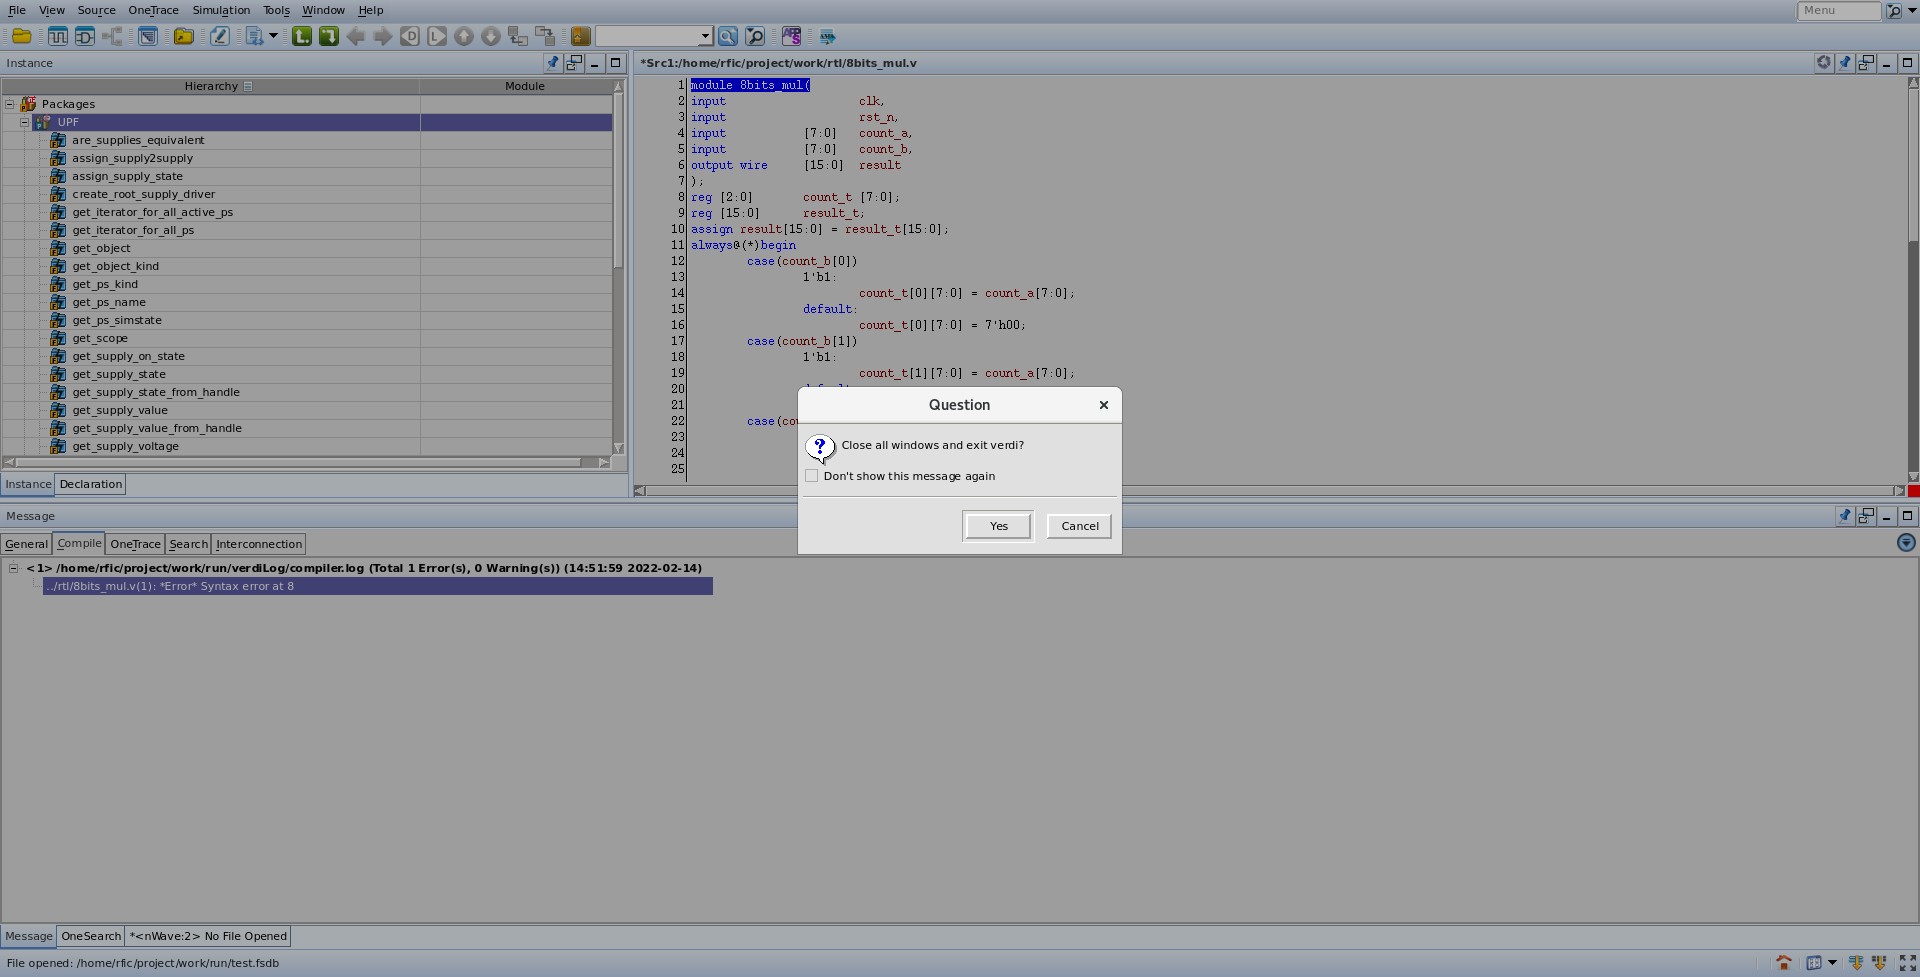 File View Source OneTrace Simulation Tools Window Help Menu
Instance
Hierarchy Module
Packages
UPF
are_supplies_equivalent
assign_supply2supply
assign_supply_state
create_root_supply_driver
get_iterator_for_all_active_ps
get_iterator_for_all_ps
get_object
get_object_kind
get_ps_kind
get_ps_name
get_ps_simstate
get_scope
get_supply_on_state
get_supply_state
get_supply_state_from_handle
get_supply_value
get_supply_value_from_handle
get_supply_voltage
Instance Declaration
*Src1:/home/rfic/project/work/rtl/8bits_mul.v
1 module 8bits_mul(
2 input clk,
3 input rst_n,
4 input [7:0] count_a,
5 input [7:0] count_b,
6 output wire [15:0] result
7 );
8 reg [2:0] count_t [7:0];
9 reg [15:0] result_t;
10 assign result[15:0] = result_t[15:0];
11 always@(*)begin
12 case(count_b[0])
13 1'b1:
14 count_t[0][7:0] = count_a[7:0];
15 default:
16 count_t[0][7:0] = 7'h00;
17 case(count_b[1])
18 1'b1:
19 count_t[1][7:0] = count_a[7:0];
20
21
22 case(cou
23
24
25
Question
Close all windows and exit verdi?
Don't show this message again
Yes Cancel
Message
General Compile OneTrace Search Interconnection
<1> /home/rfic/project/work/run/verdiLog/compiler.log (Total 1 Error(s), 0 Warning(s)) (14:51:59 2022-02-14)
../rtl/8bits_mul.v(1): *Error* Syntax error at 8
Message OneSearch *<nWave:2> No File Opened
File opened: /home/rfic/project/work/run/test.fsdb